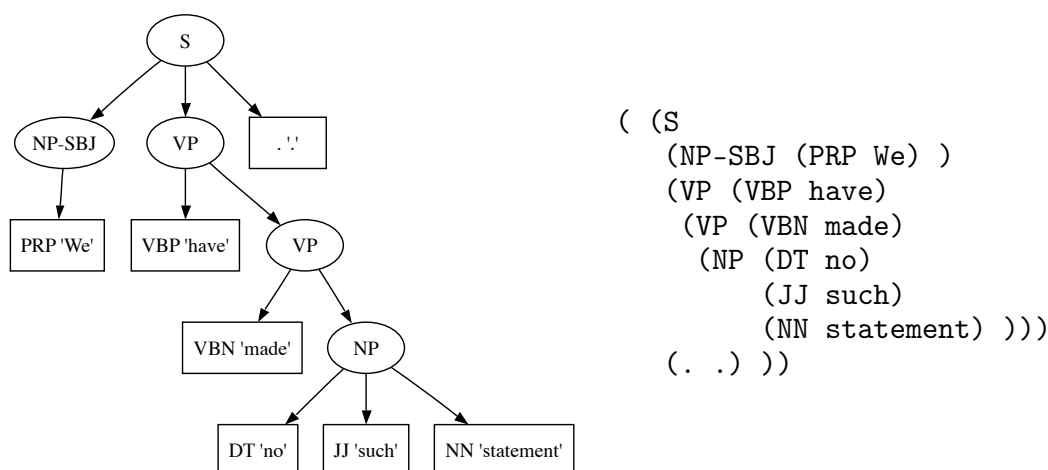 S
NP-SBJ VP . '.'
PRP 'We' VBP 'have' VP
VBN 'made' NP
DT 'no' JJ 'such' NN 'statement'
( (S
(NP-SBJ (PRP We) )
(VP (VBP have)
(VP (VBN made)
(NP (DT no)
(JJ such)
(NN statement) )))
(. .) ))